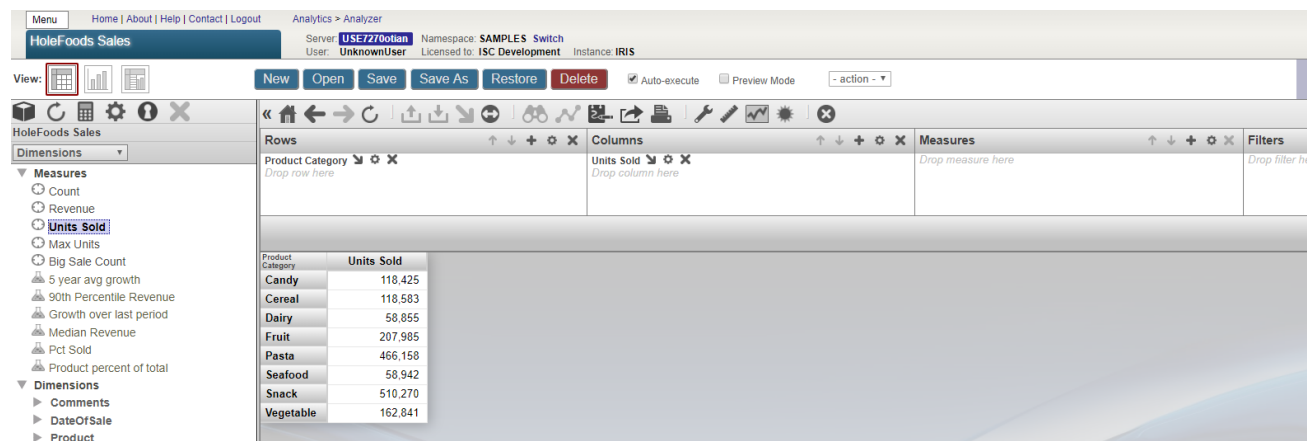 Menu Home | About | Help | Contact | Logout Analytics > Analyzer
HoleFoods Sales
Server: USE7270otian Namespace: SAMPLES Switch
User: UnknownUser Licensed to: ISC Development Instance: IRIS
View: New Open Save Save As Restore Delete Auto-execute Preview Mode - action -
HoleFoods Sales
Dimensions
Measures
Count
Revenue
Units Sold
Max Units
Big Sale Count
5 year avg growth
90th Percentile Revenue
Growth over last period
Median Revenue
Pct Sold
Product percent of total
Dimensions
Comments
DateOfSale
Product
Rows Columns Measures Filters
Product Category Units Sold Drop measure here Drop filter he
Drop row here Drop column here
Product Category Units Sold
Candy 118,425
Cereal 118,583
Dairy 58,855
Fruit 207,985
Pasta 466,158
Seafood 58,942
Snack 510,270
Vegetable 162,841